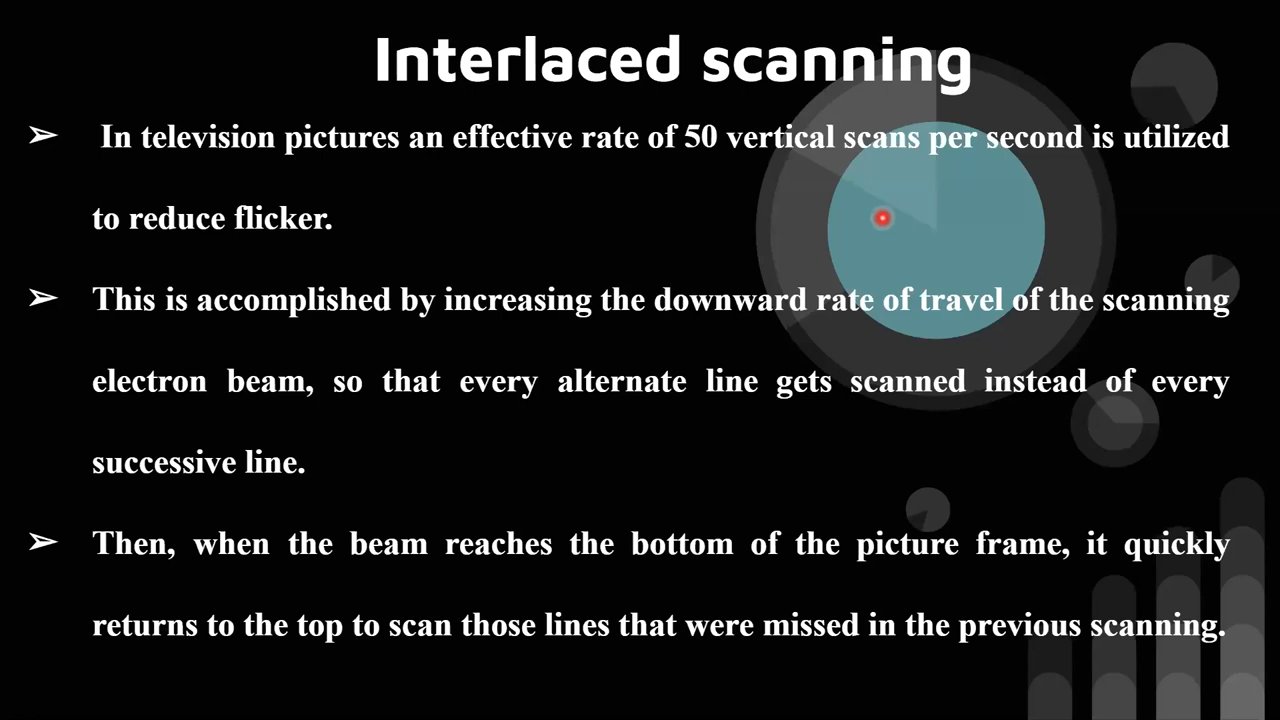 Interlaced scanning
➢ In television pictures an effective rate of 50 vertical scans per second is utilized
to reduce flicker.
➢ This is accomplished by increasing the downward rate of travel of the scanning
electron beam, so that every alternate line gets scanned instead of every
successive line.
➢ Then, when the beam reaches the bottom of the picture frame, it quickly
returns to the top to scan those lines that were missed in the previous scanning.